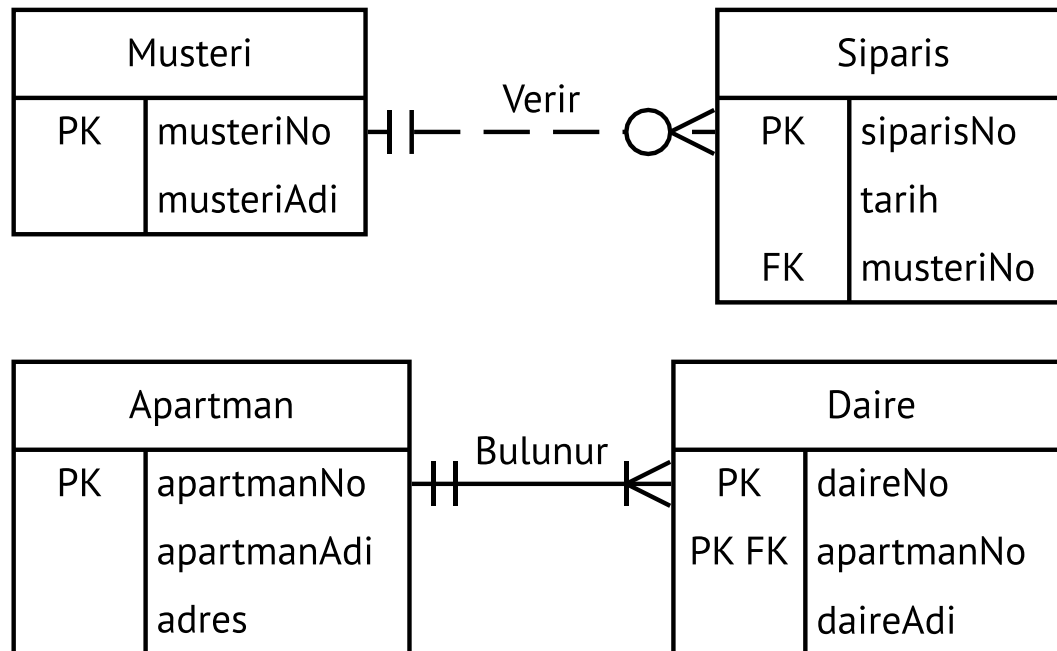 Musteri
PK musteriNo
musteriAdi
Verir
Siparis
PK siparisNo
tarih
FK musteriNo
Apartman
PK apartmanNo
apartmanAdi
adres
Bulunur
Daire
PK daireNo
PK FK apartmanNo
daireAdi